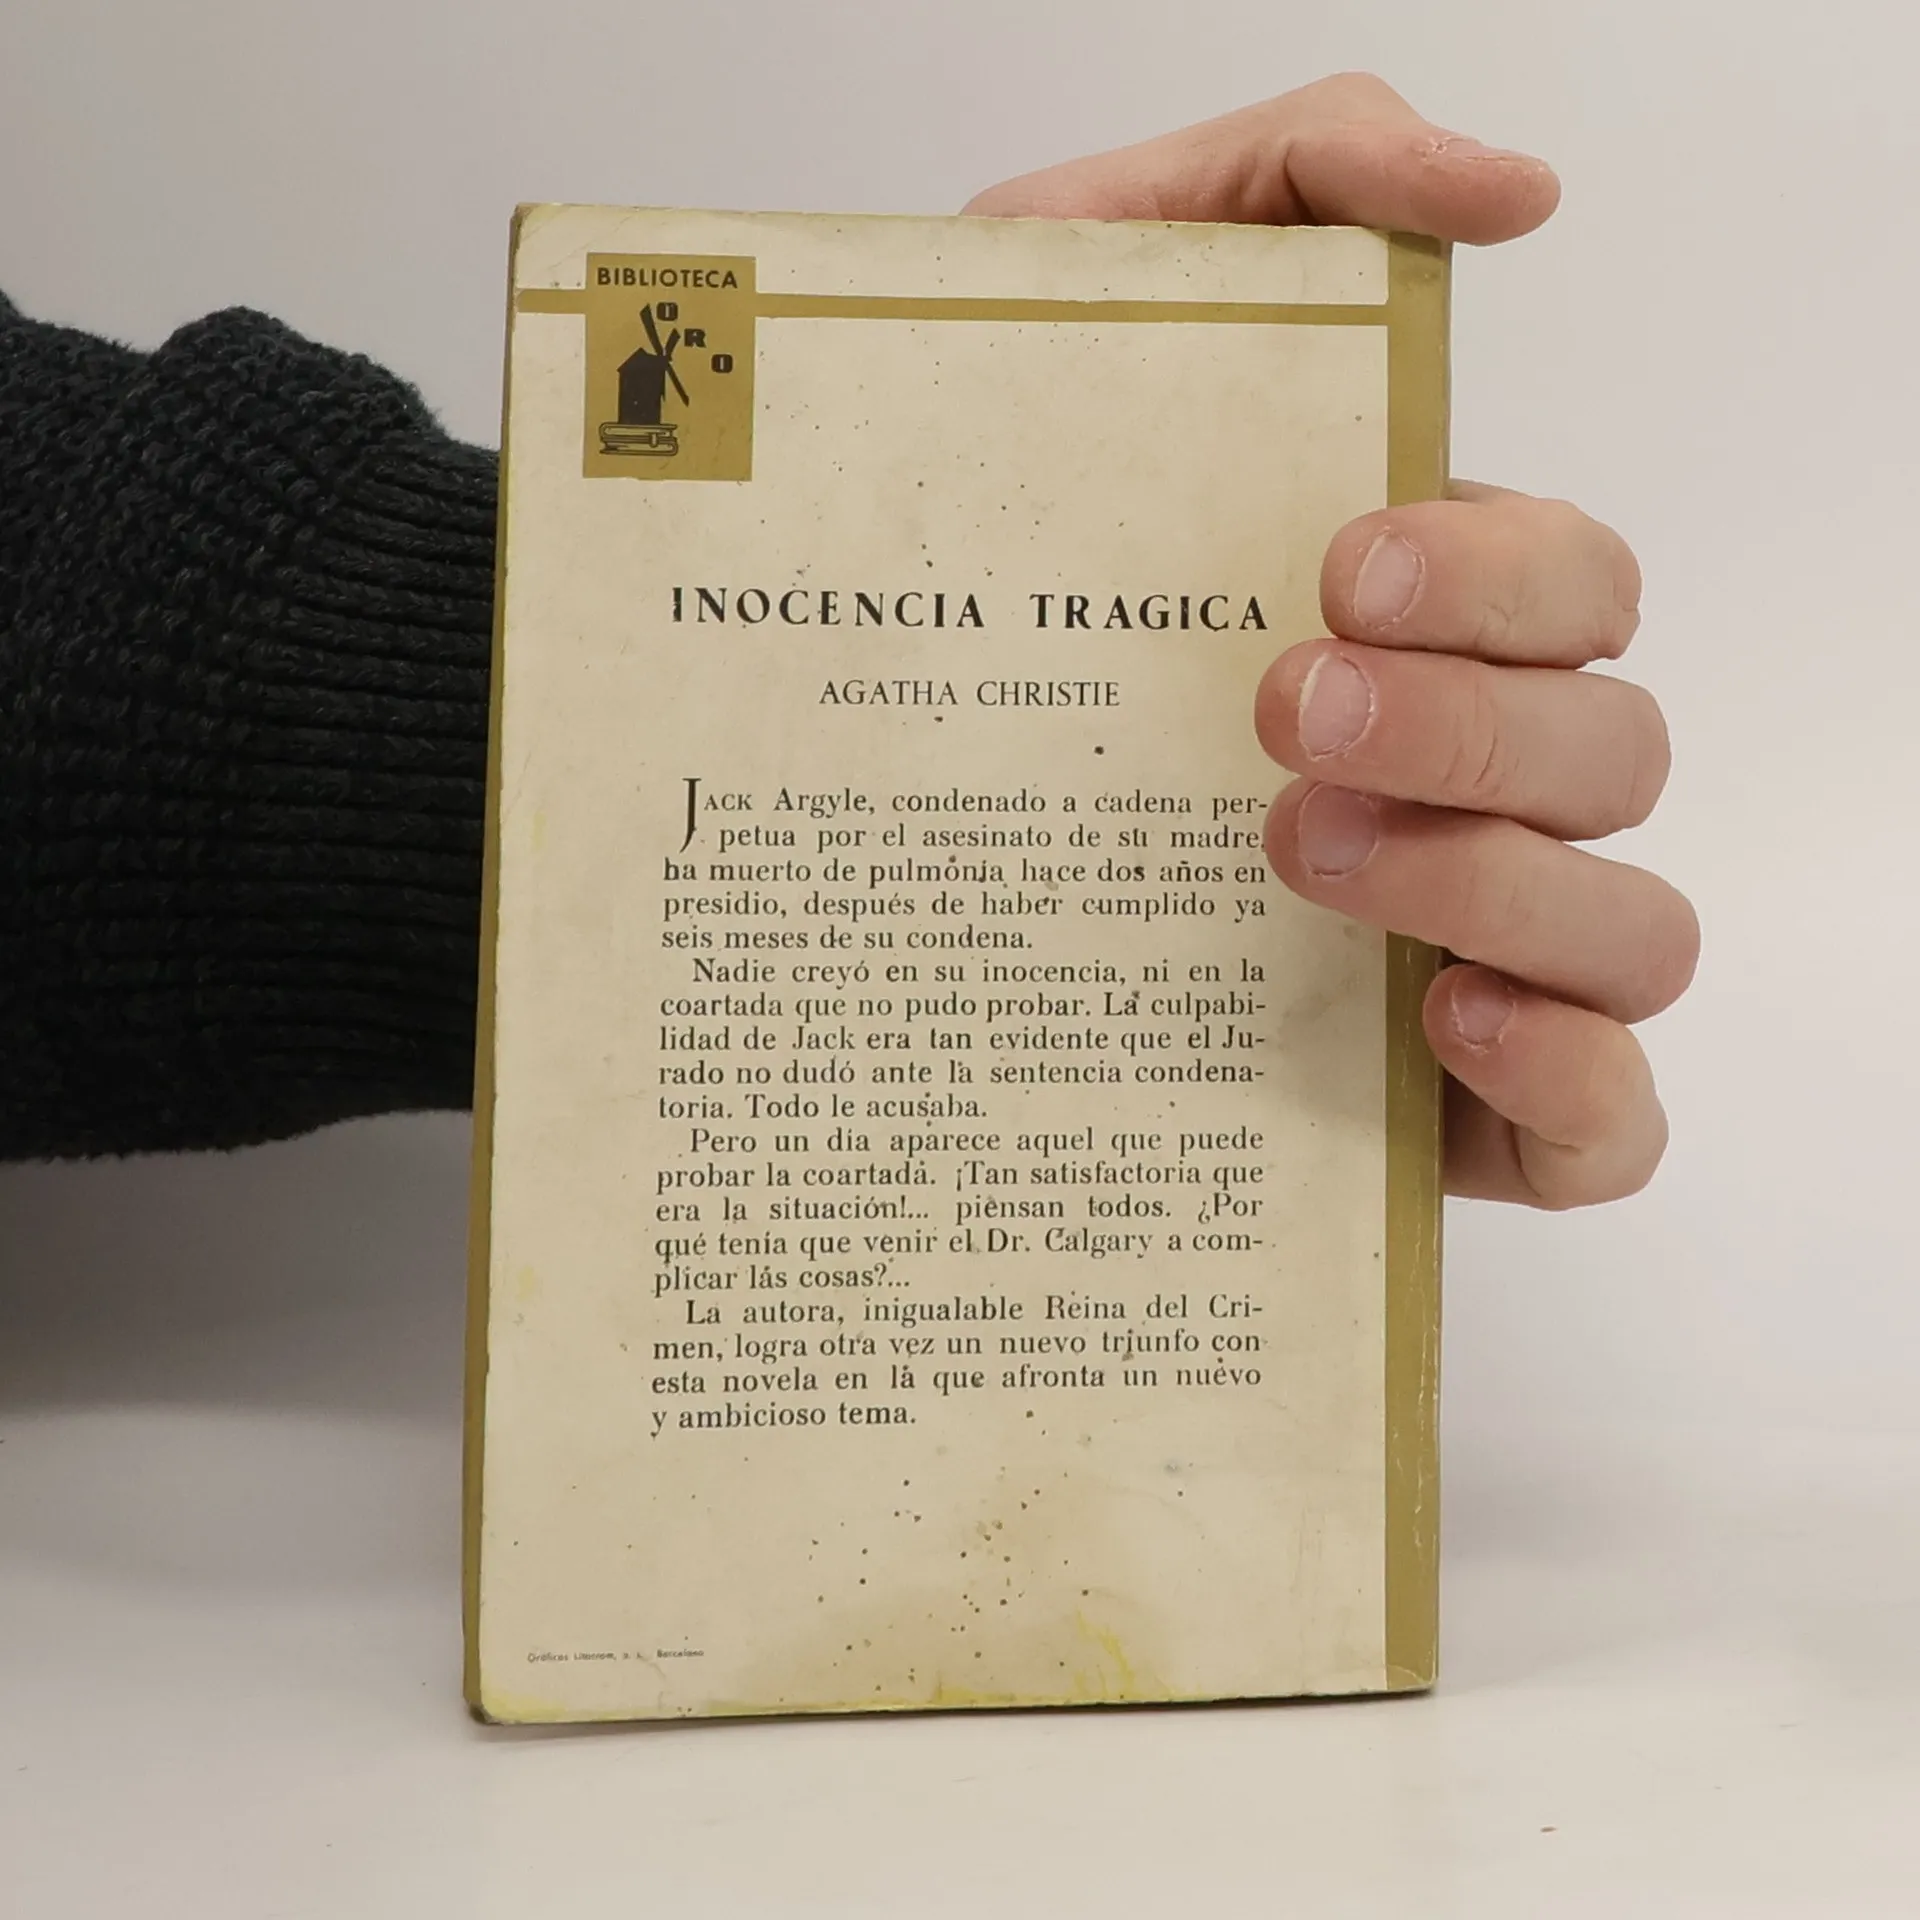 BIBLIOTECA
ORO
INOCENCIA TRAGICA
AGATHA CHRISTIE
JACK Argyle, condenado a cadena per-
petua por el asesinato de su madre,
ha muerto de pulmonia hace dos años en
presidio, después de haber cumplido ya
seis meses de su condena.
Nadie creyó en su inocencia, ni en la
coartada que no pudo probar. La culpabi-
lidad de Jack era tan evidente que el Ju-
rado no dudó ante la sentencia condena-
toria. Todo le acusaba.
Pero un día aparece aquel que puede
probar la coartada. ¡Tan satisfactoria que
era la situación!... piensan todos. ¿Por
qué tenía que venir el Dr. Calgary a com-
plicar las cosas?...
La autora, inigualable Reina del Cri-
men, logra otra vez un nuevo triunfo con
esta novela en la que afronta un nuevo
y ambicioso tema.
Gráficas Barcelona